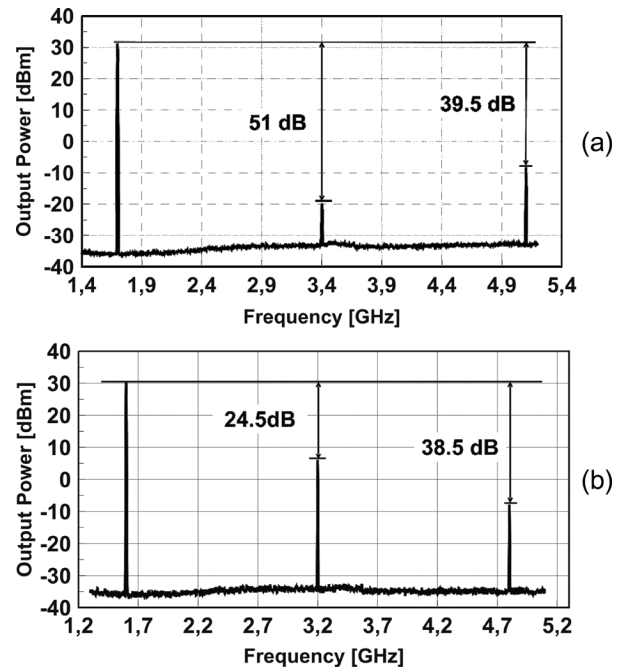 40
30
20
10
0
-10
-20
-30
-40
Output Power [dBm]
51 dB
39.5 dB
(a)
1,4 1,9 2,4 2,9 3,4 3,9 4,4 4,9 5,4
Frequency [GHz]
40
30
20
10
0
-10
-20
-30
-40
Output Power [dBm]
24.5dB
38.5 dB
(b)
1,2 1,7 2,2 2,7 3,2 3,7 4,2 4,7 5,2
Frequency [GHz]